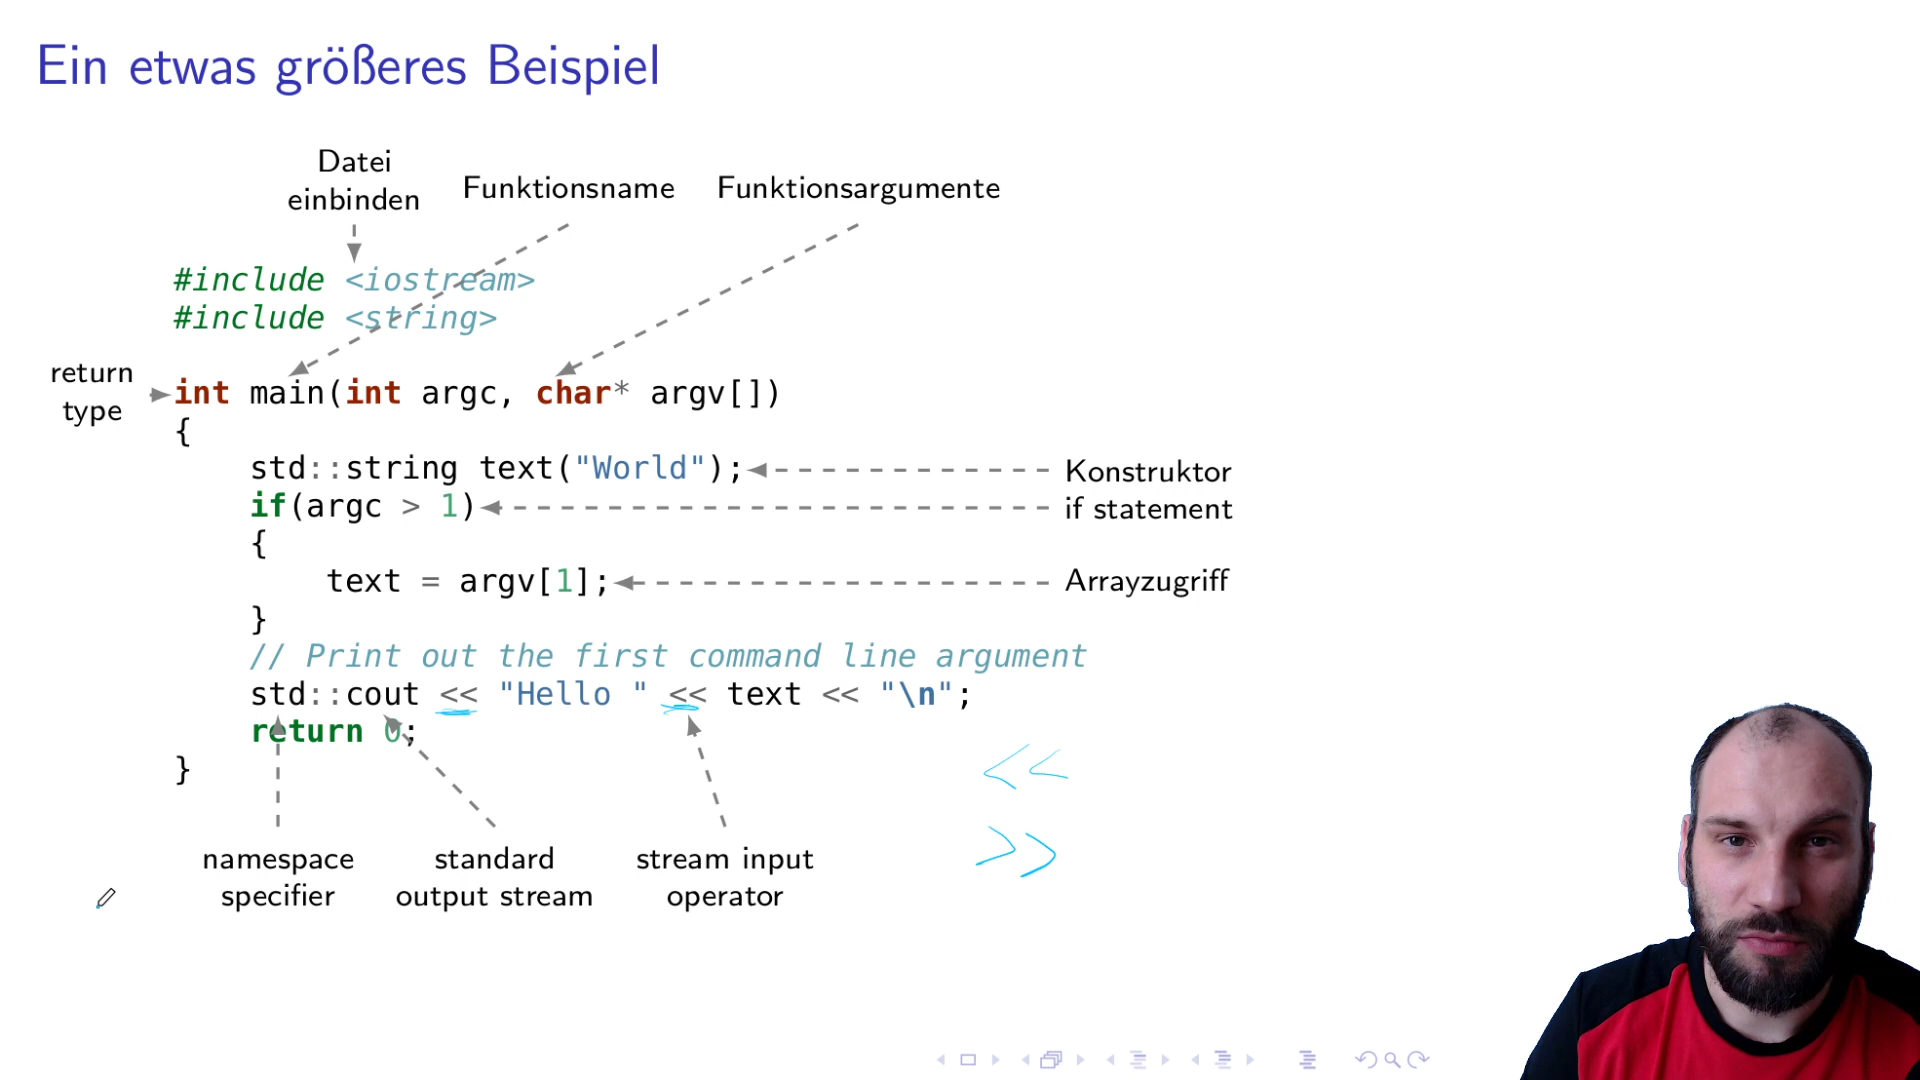 Ein etwas größeres Beispiel
Datei
einbinden
Funktionsname
Funktionsargumente
#include <iostream>
#include <string>
return
type
int main(int argc, char* argv[])
{
std::string text("World");
Konstruktor
if(argc > 1)
if statement
{
text = argv[1];
Arrayzugriff
}
// Print out the first command line argument
std::cout << "Hello " << text << "\n";
return 0;
}
<<
>>
namespace
specifier
standard
output stream
stream input
operator